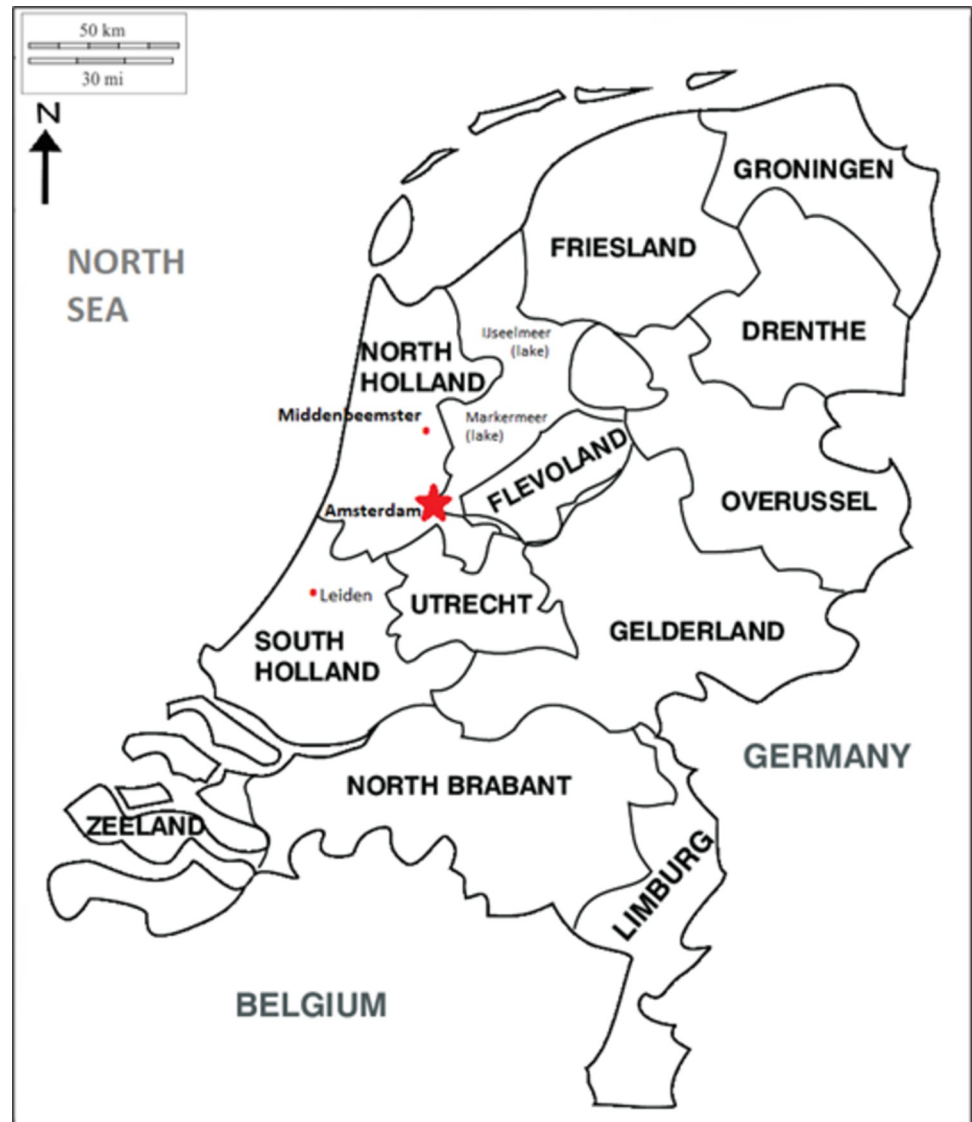 50 km
30 mi
N
NORTH
SEA
GRONINGEN
FRIESLAND
DRENTHE
IJseelmeer
(lake)
NORTH
HOLLAND
Middenbeemster
Markermeer
(lake)
FLEVOLAND
OVERUSSEL
Amsterdam
Leiden
UTRECHT
GELDERLAND
SOUTH
HOLLAND
GERMANY
NORTH BRABANT
ZEELAND
LIMBURG
BELGIUM